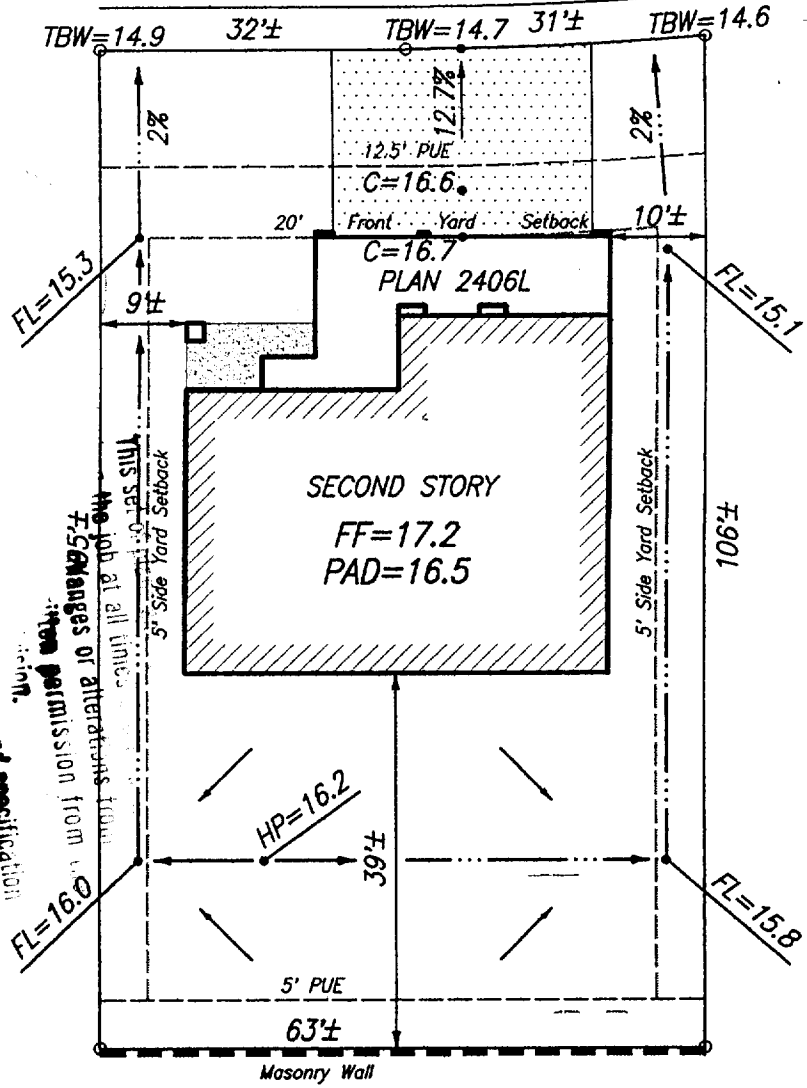 TBW=14.9
32'±
TBW=14.7
31'±
TBW=14.6
2%
12.7%
2%
12.5' PUE
C=16.6
20' Front Yard Setback
10'±
C=16.7
PLAN 2406L
FL=15.3
FL=15.1
9'±
SECOND STORY
FF=17.2
PAD=16.5
5' Side Yard Setback
5' Side Yard Setback
106'±
This set
the job at all times
changes or alterations from
permission from
specification
HP=16.2
39'±
FL=16.0
FL=15.8
5' PUE
63'±
Masonry Wall